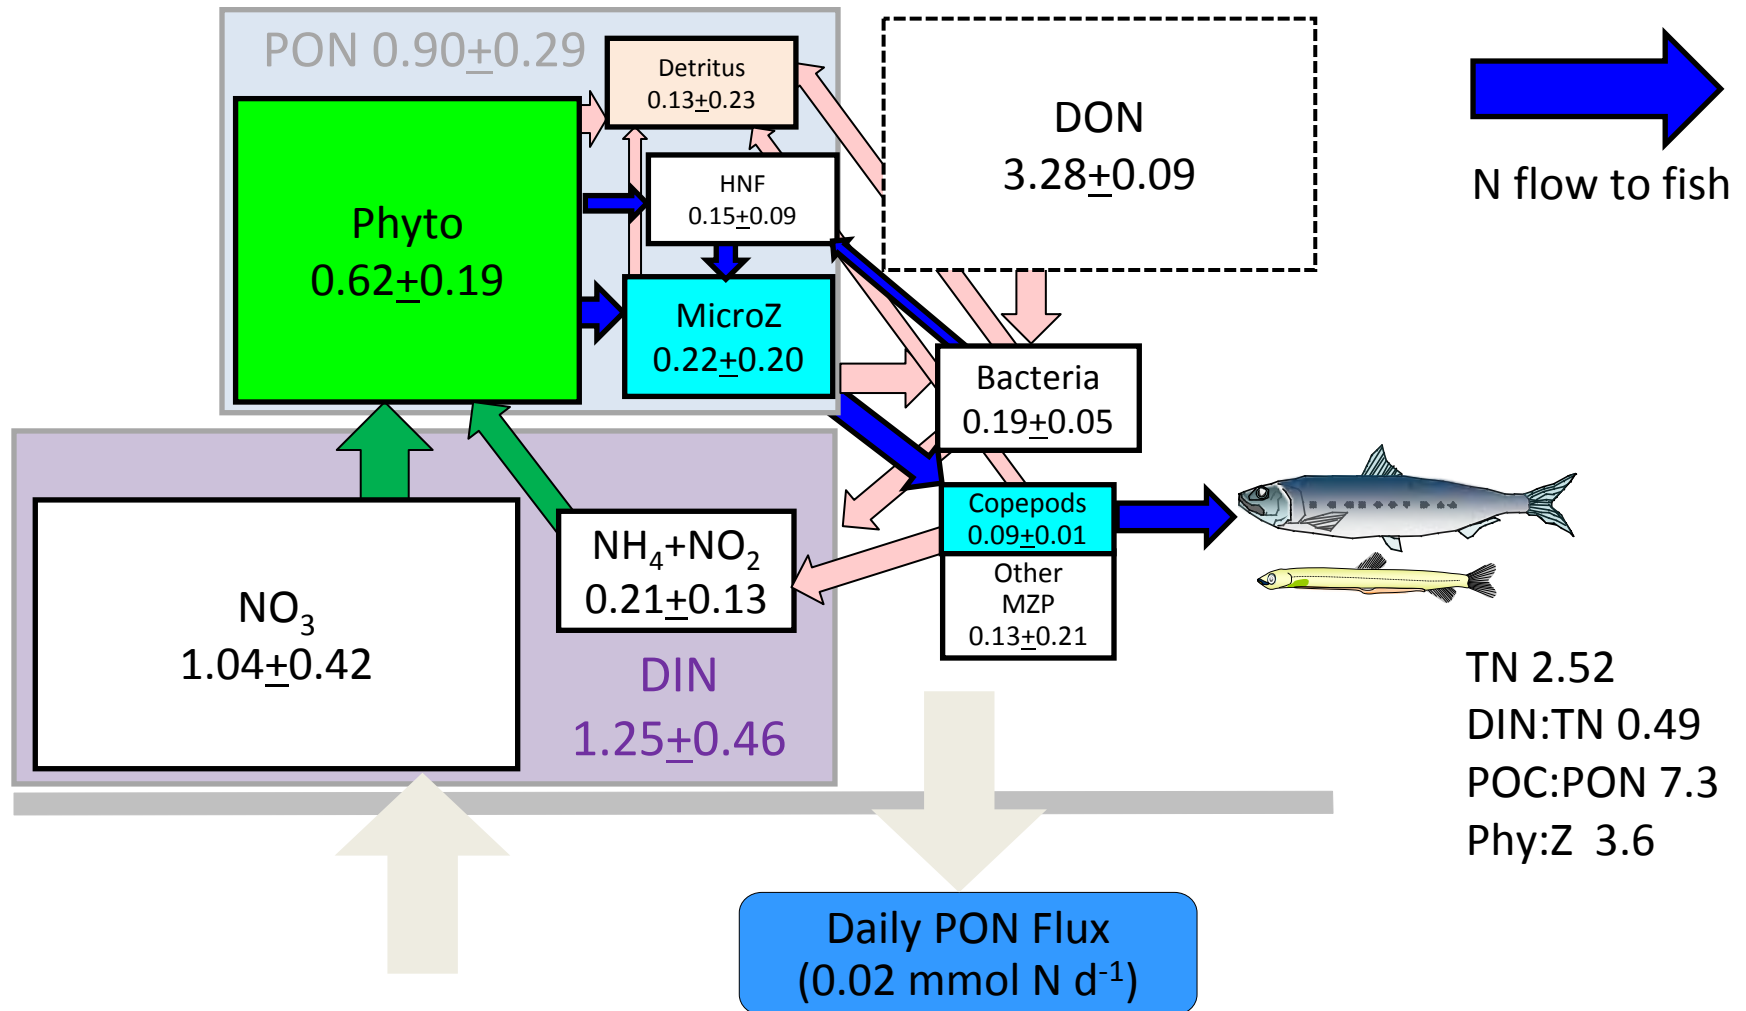 PON 0.90±0.29
Detritus
0.13±0.23
Phyto
0.62±0.19
HNF
0.15±0.09
MicroZ
0.22±0.20
DON
3.28±0.09
N flow to fish
Bacteria
0.19±0.05
Copepods
0.09±0.01
Other
MZP
0.13±0.21
NO₃
1.04±0.42
NH₄+NO₂
0.21±0.13
DIN
1.25±0.46
TN 2.52
DIN:TN 0.49
POC:PON 7.3
Phy:Z 3.6
Daily PON Flux
(0.02 mmol N d⁻¹)